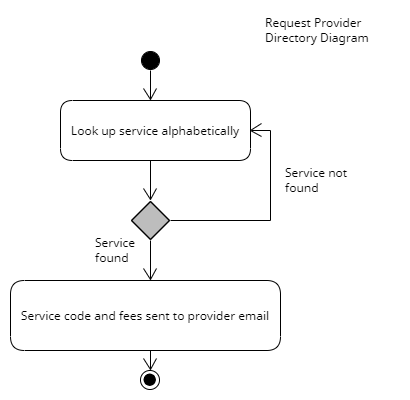 Request Provider
Directory Diagram
Look up service alphabetically
Service not
found
Service
found
Service code and fees sent to provider email